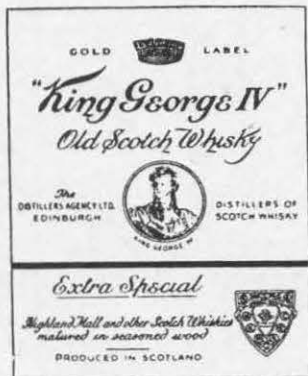 GOLD LABEL
"King George IV"
Old Scotch Whisky
The
DISTILLERS AGENCY LTD.
EDINBURGH
DISTILLERS OF
SCOTCH WHISKY
KING GEORGE IV
Extra Special
Highland Mall and other Scotch Whiskies
matured in seasoned wood
PRODUCED IN SCOTLAND